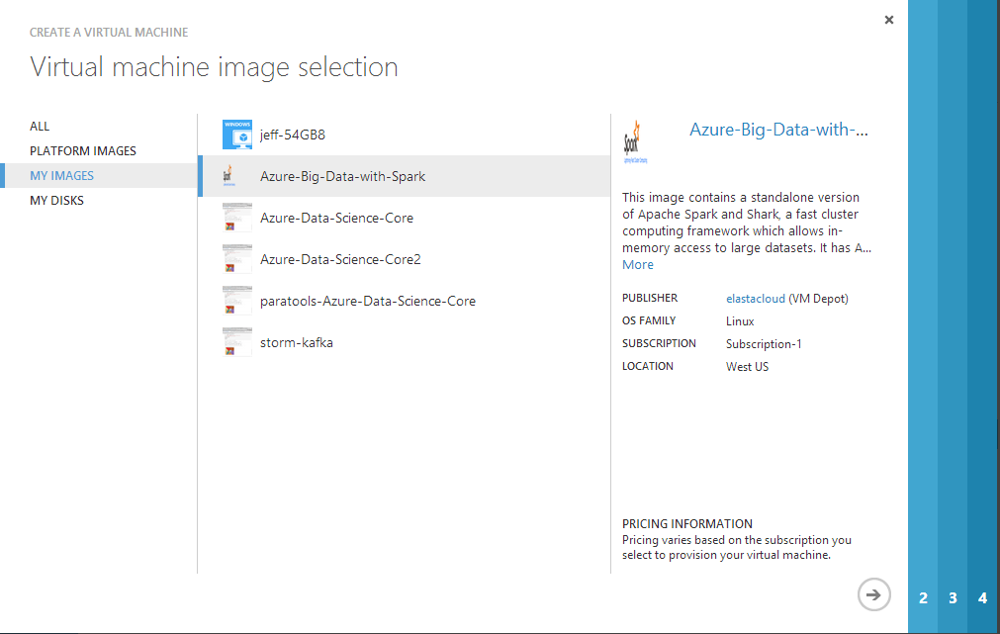 CREATE A VIRTUAL MACHINE
Virtual machine image selection
ALL
PLATFORM IMAGES
MY IMAGES
MY DISKS
WINDOWS
jeff-54GB8
Azure-Big-Data-with-Spark
Azure-Data-Science-Core
Azure-Data-Science-Core2
paratools-Azure-Data-Science-Core
storm-kafka
Spark
Azure-Big-Data-with-...
This image contains a standalone version
of Apache Spark and Shark, a fast cluster
computing framework which allows in-
memory access to large datasets. It has A...
More
PUBLISHER elastacloud (VM Depot)
OS FAMILY Linux
SUBSCRIPTION Subscription-1
LOCATION West US
PRICING INFORMATION
Pricing varies based on the subscription you
select to provision your virtual machine.
2 3 4